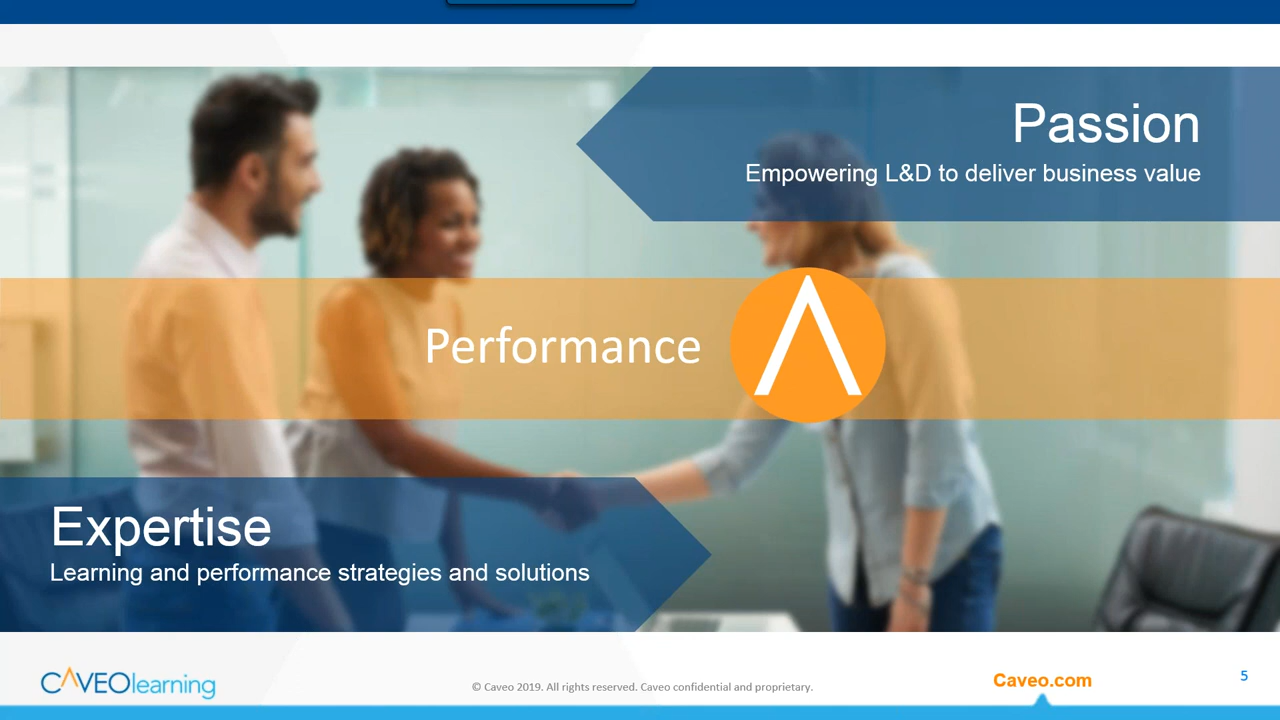 Passion
Empowering L&D to deliver business value
Performance
Expertise
Learning and performance strategies and solutions
CAVEOlearning
© Caveo 2019. All rights reserved. Caveo confidential and proprietary.
Caveo.com
5